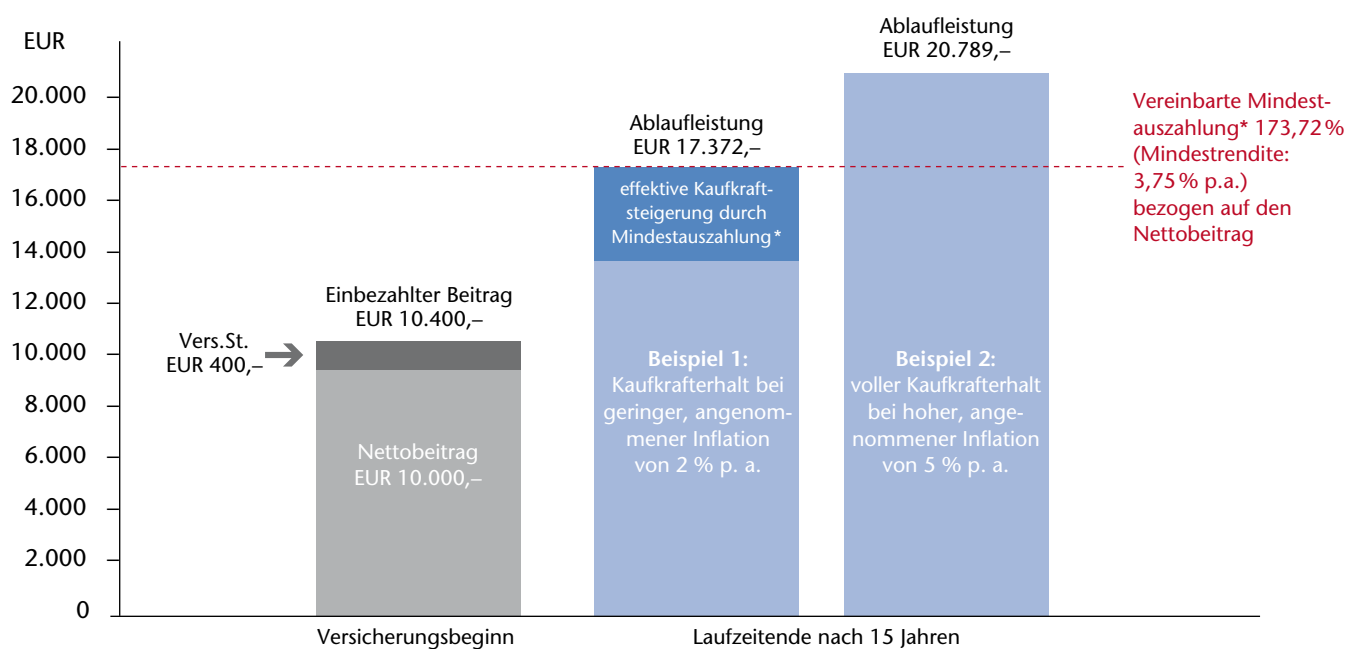 EUR
20.000
18.000
16.000
14.000
12.000
10.000
8.000
6.000
4.000
2.000
0
Vers.St.
EUR 400,–
Einbezahlter Beitrag
EUR 10.400,–
Nettobeitrag
EUR 10.000,–
Versicherungsbeginn
Ablaufleistung
EUR 17.372,–
effektive Kaufkraft-
steigerung durch
Mindestauszahlung*
Beispiel 1:
Kaufkrafterhalt bei
geringer, angenom-
mener Inflation
von 2 % p. a.
Ablaufleistung
EUR 20.789,–
Beispiel 2:
voller Kaufkrafterhalt
bei hoher, ange-
nommener Inflation
von 5 % p. a.
Laufzeitende nach 15 Jahren
Vereinbarte Mindest-
auszahlung* 173,72 %
(Mindestrendite:
3,75 % p.a.)
bezogen auf den
Nettobeitrag